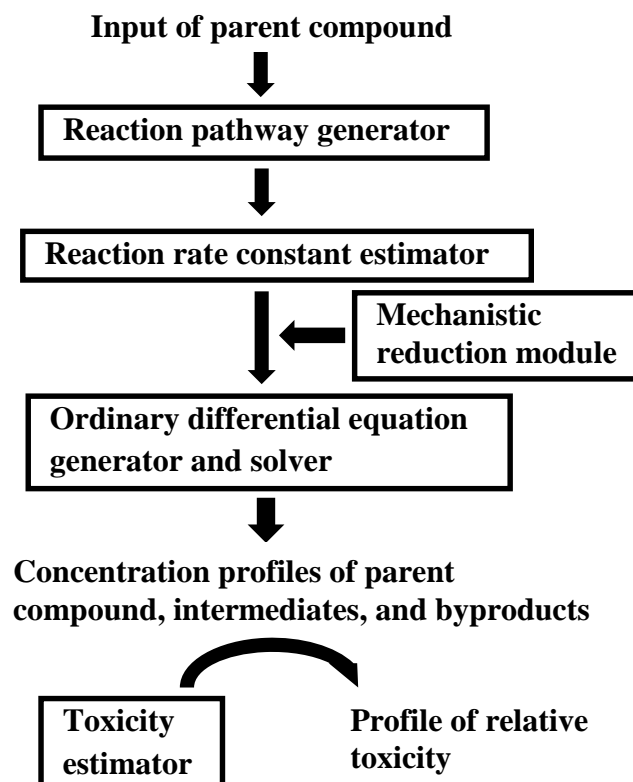 Input of parent compound
Reaction pathway generator
Reaction rate constant estimator
Mechanistic
reduction module
Ordinary differential equation
generator and solver
Concentration profiles of parent
compound, intermediates, and byproducts
Toxicity
estimator
Profile of relative
toxicity